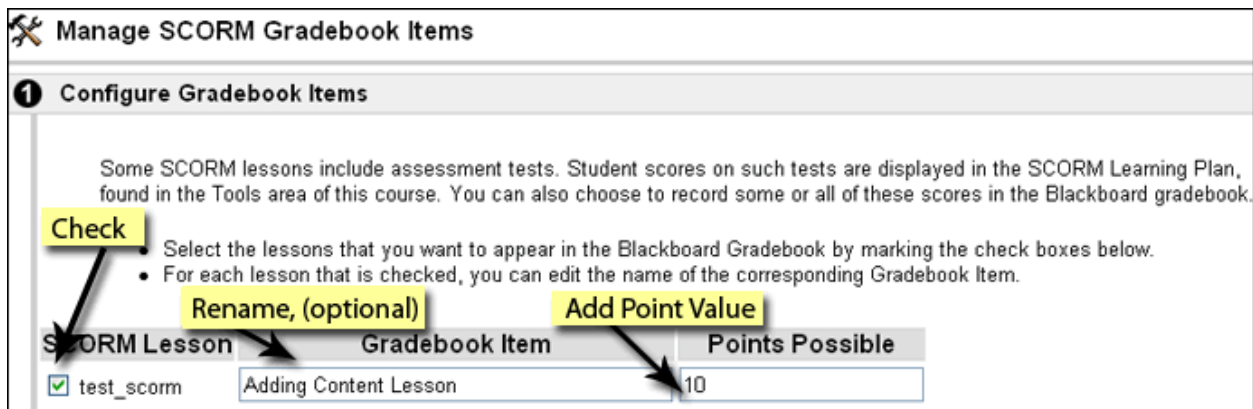 Manage SCORM Gradebook Items
1 Configure Gradebook Items
Some SCORM lessons include assessment tests. Student scores on such tests are displayed in the SCORM Learning Plan,
found in the Tools area of this course. You can also choose to record some or all of these scores in the Blackboard gradebook.
Check
• Select the lessons that you want to appear in the Blackboard Gradebook by marking the check boxes below.
• For each lesson that is checked, you can edit the name of the corresponding Gradebook Item.
Rename, (optional) Add Point Value
SCORM Lesson Gradebook Item Points Possible
test_scorm Adding Content Lesson 10